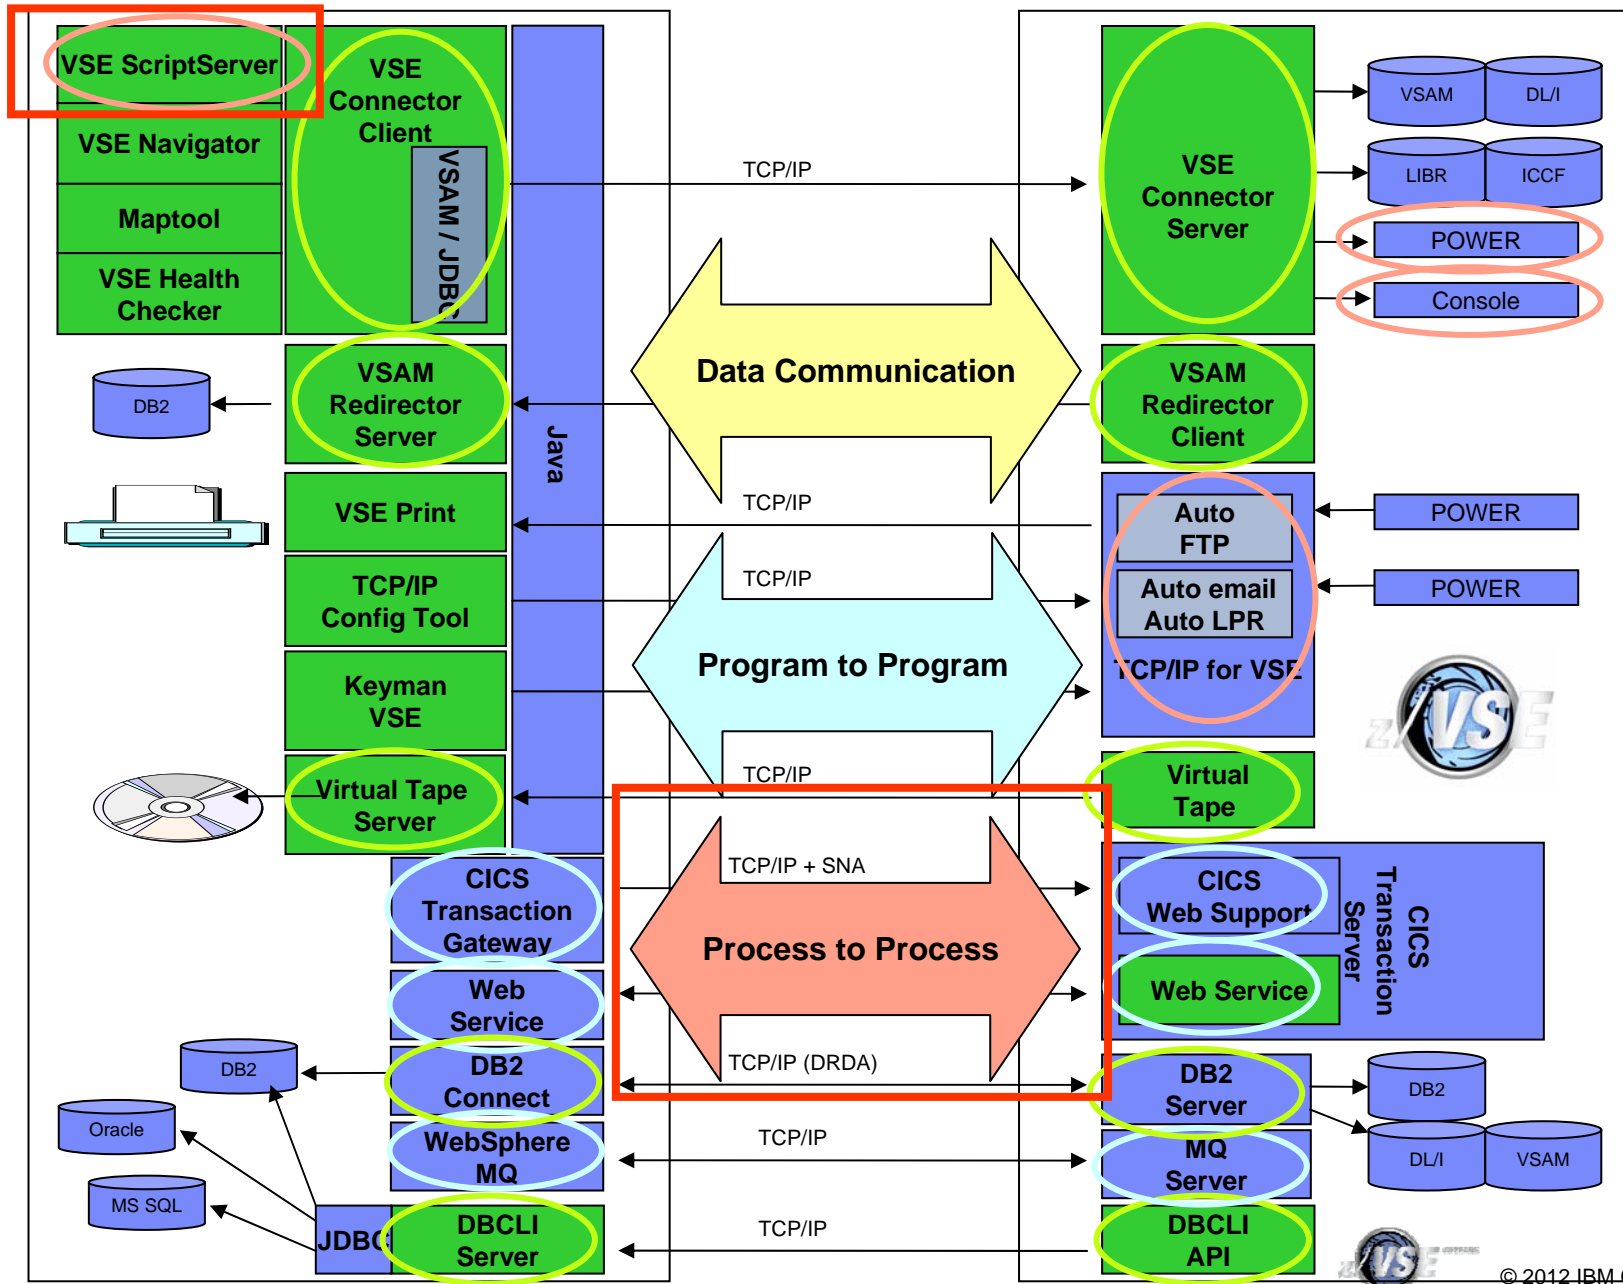 VSE ScriptServer
VSE Navigator
Maptool
VSE Health
Checker
VSE
Connector
Client
VSAM / JDBC
Java
VSAM
Redirector
Server
DB2
VSE Print
TCP/IP
Config Tool
Keyman
VSE
Virtual Tape
Server
CICS
Transaction
Gateway
Web
Service
DB2
Connect
WebSphere
MQ
JDBC
DBCLI
Server
DB2
Oracle
MS SQL
TCP/IP
Data Communication
TCP/IP
TCP/IP
Program to Program
TCP/IP
TCP/IP + SNA
Process to Process
TCP/IP (DRDA)
TCP/IP
TCP/IP
VSE
Connector
Server
VSAM
DL/I
LIBR
ICCF
POWER
Console
VSAM
Redirector
Client
Auto
FTP
Auto email
Auto LPR
TCP/IP for VSE
POWER
POWER
z/VSE
Virtual
Tape
CICS
Web Support
Web Service
CICS
Transaction
Server
DB2
Server
DB2
DL/I
VSAM
MQ
Server
DBCLI
API
z/VSE
© 2012 IBM